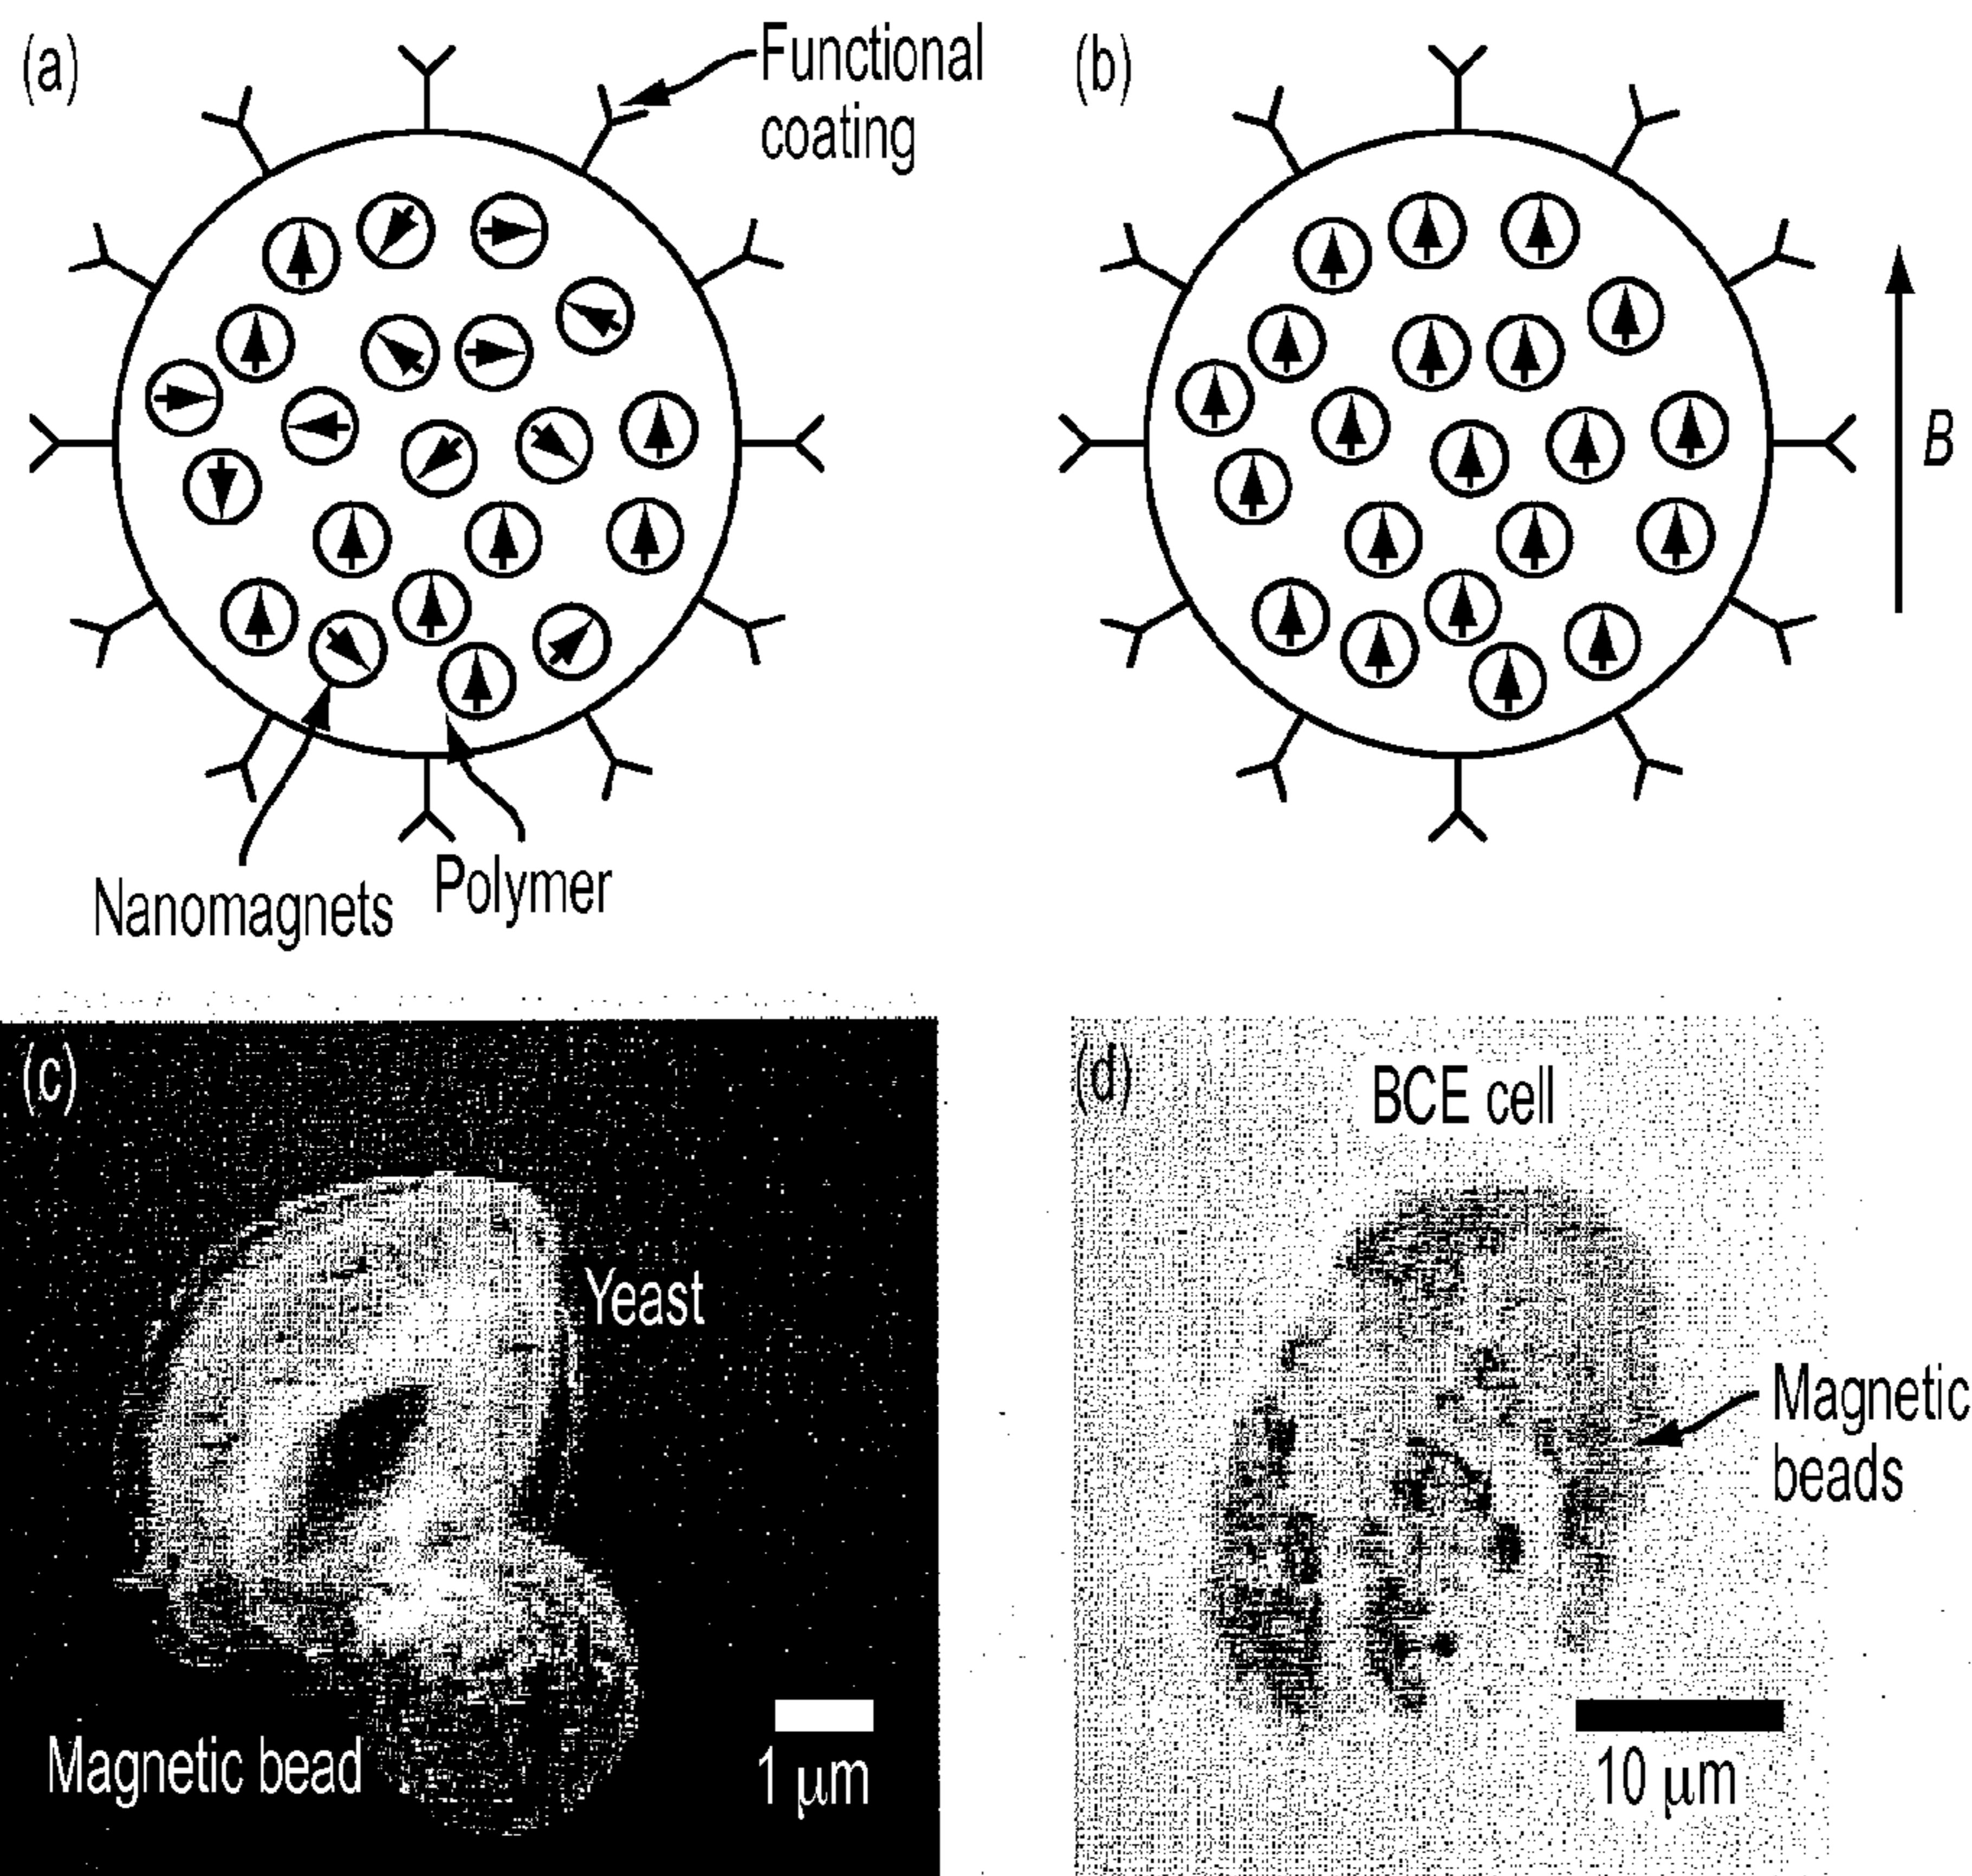 (a)
Functional
coating
Nanomagnets
Polymer
(b)
B
(c)
Yeast
Magnetic bead
1 μm
(d)
BCE cell
Magnetic
beads
10 μm